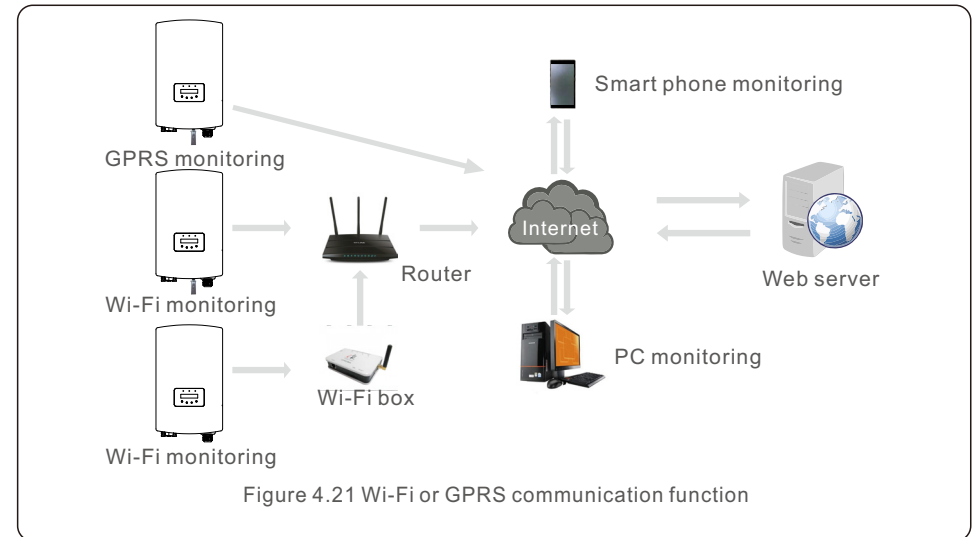 Smart phone monitoring
GPRS monitoring
Internet
Router
Web server
Wi-Fi monitoring
PC monitoring
Wi-Fi box
Wi-Fi monitoring
Figure 4.21 Wi-Fi or GPRS communication function